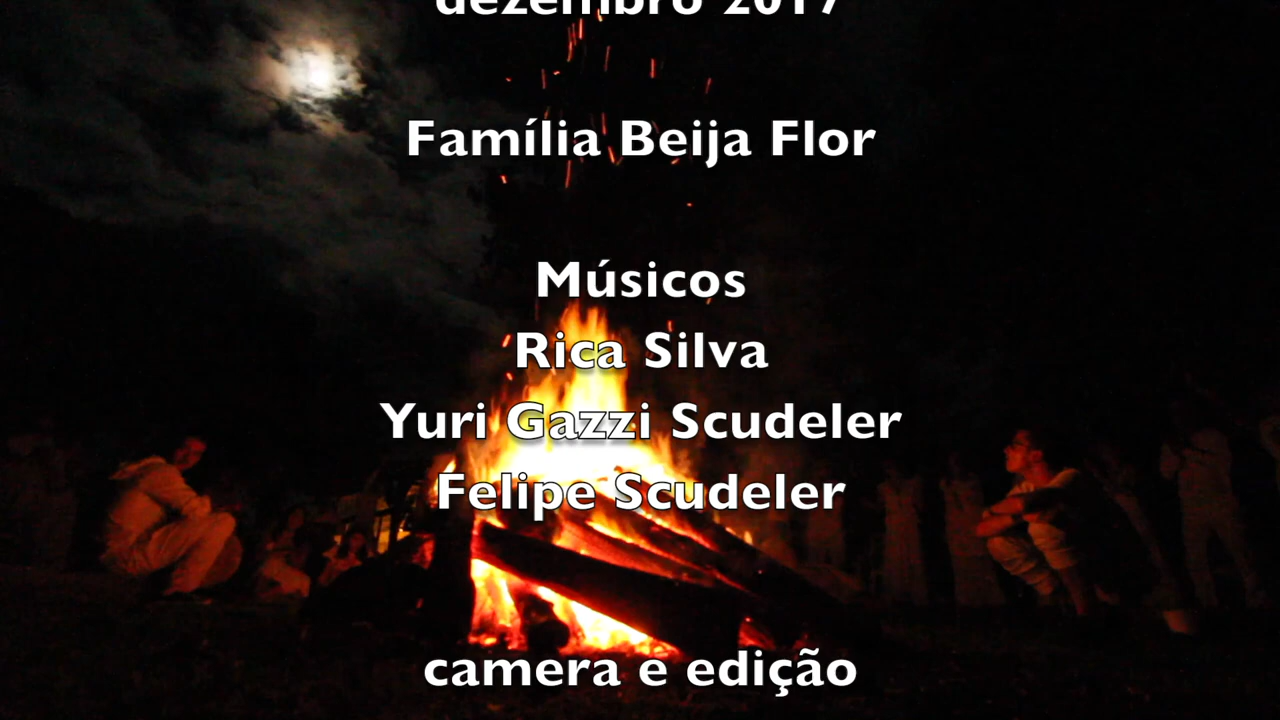 dezembro 2017
Família Beija Flor
Músicos
Rica Silva
Yuri Gazzi Scudeler
Felipe Scudeler
camera e edição